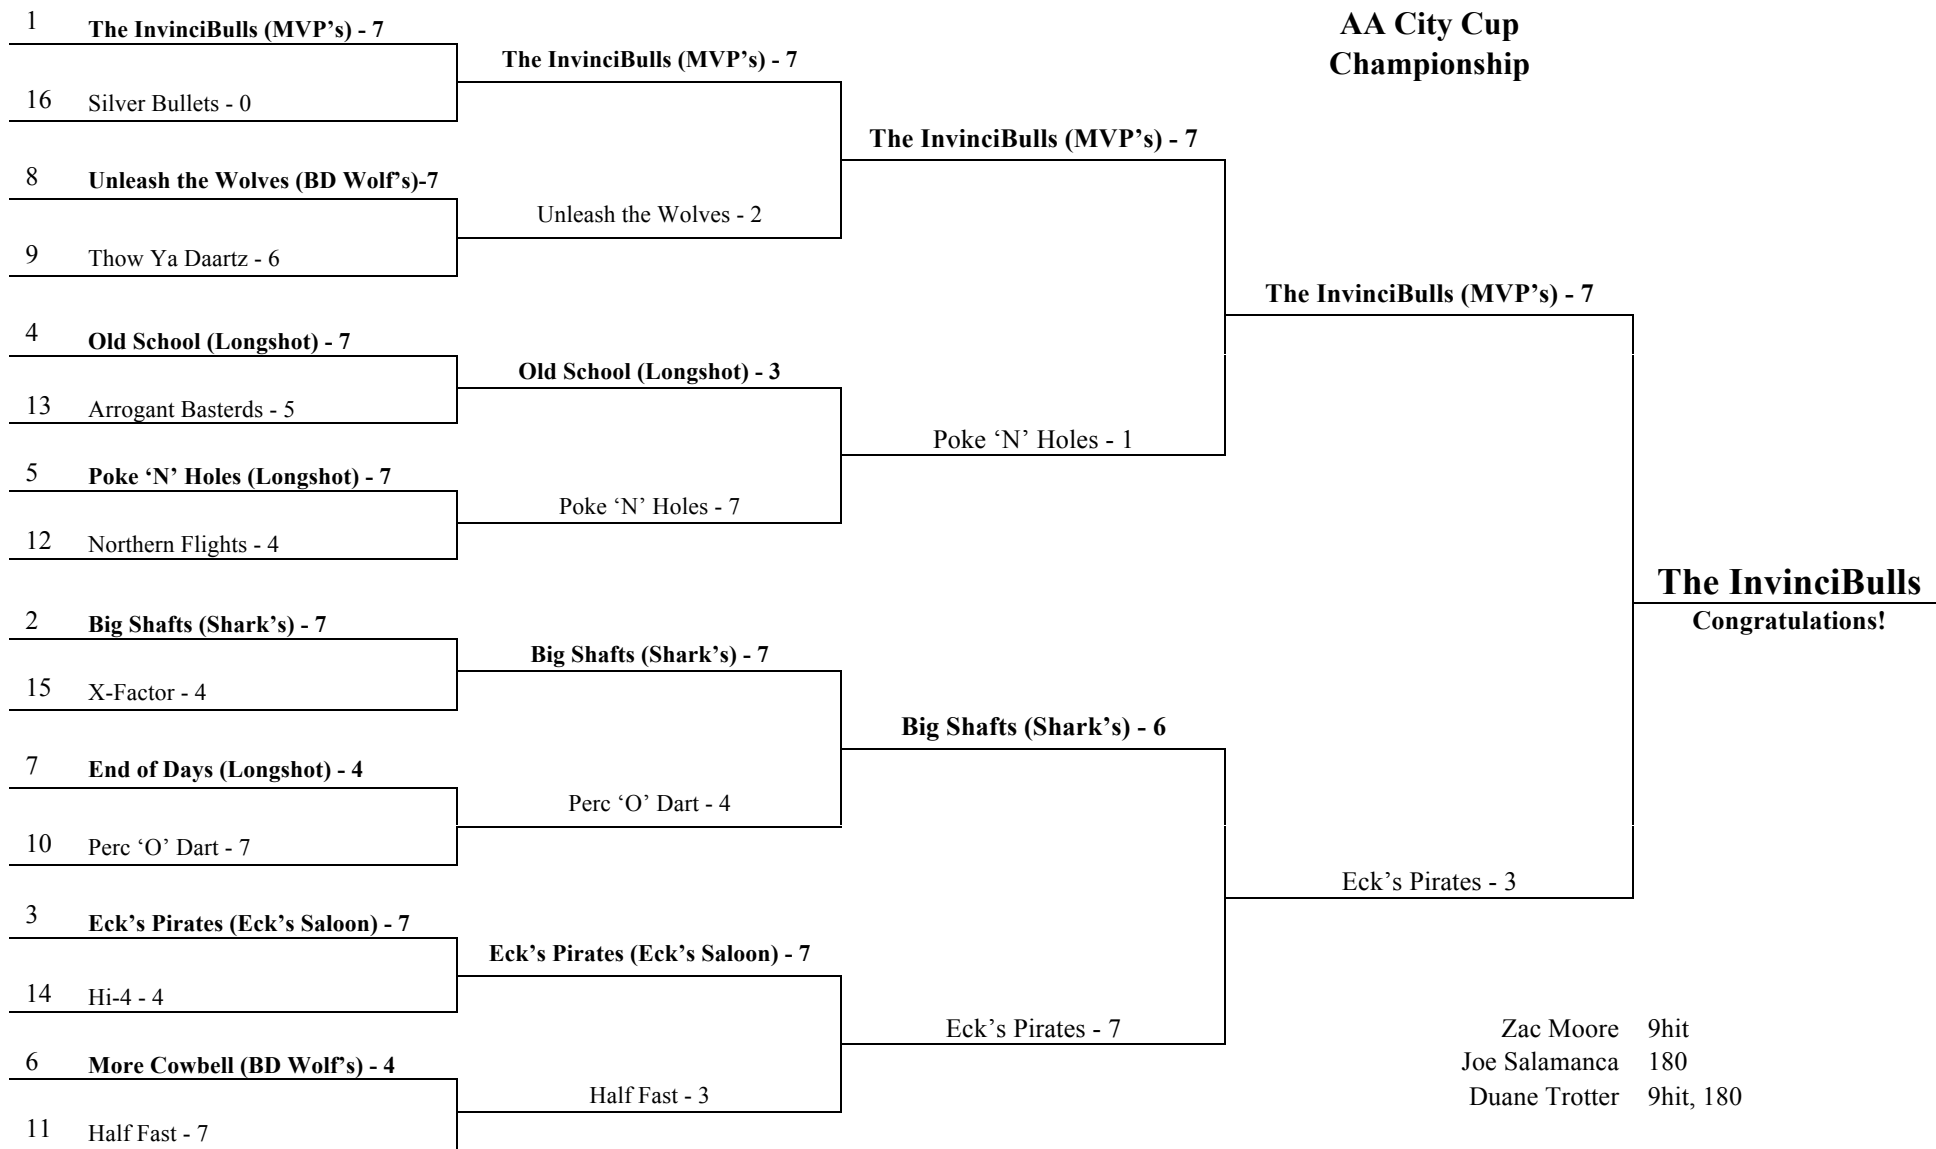 AA City Cup
Championship
1 The InvinciBulls (MVP’s) - 7
16 Silver Bullets - 0
8 Unleash the Wolves (BD Wolf’s)-7
9 Thow Ya Daartz - 6
4 Old School (Longshot) - 7
13 Arrogant Basterds - 5
5 Poke ‘N’ Holes (Longshot) - 7
12 Northern Flights - 4
2 Big Shafts (Shark’s) - 7
15 X-Factor - 4
7 End of Days (Longshot) - 4
10 Perc ‘O’ Dart - 7
3 Eck’s Pirates (Eck’s Saloon) - 7
14 Hi-4 - 4
6 More Cowbell (BD Wolf’s) - 4
11 Half Fast - 7
The InvinciBulls (MVP’s) - 7
Unleash the Wolves - 2
Old School (Longshot) - 3
Poke ‘N’ Holes - 7
Big Shafts (Shark’s) - 7
Perc ‘O’ Dart - 4
Eck’s Pirates (Eck’s Saloon) - 7
Half Fast - 3
The InvinciBulls (MVP’s) - 7
Poke ‘N’ Holes - 1
Big Shafts (Shark’s) - 6
Eck’s Pirates - 7
The InvinciBulls (MVP’s) - 7
Eck’s Pirates - 3
The InvinciBulls
Congratulations!
Zac Moore 9hit
Joe Salamanca 180
Duane Trotter 9hit, 180